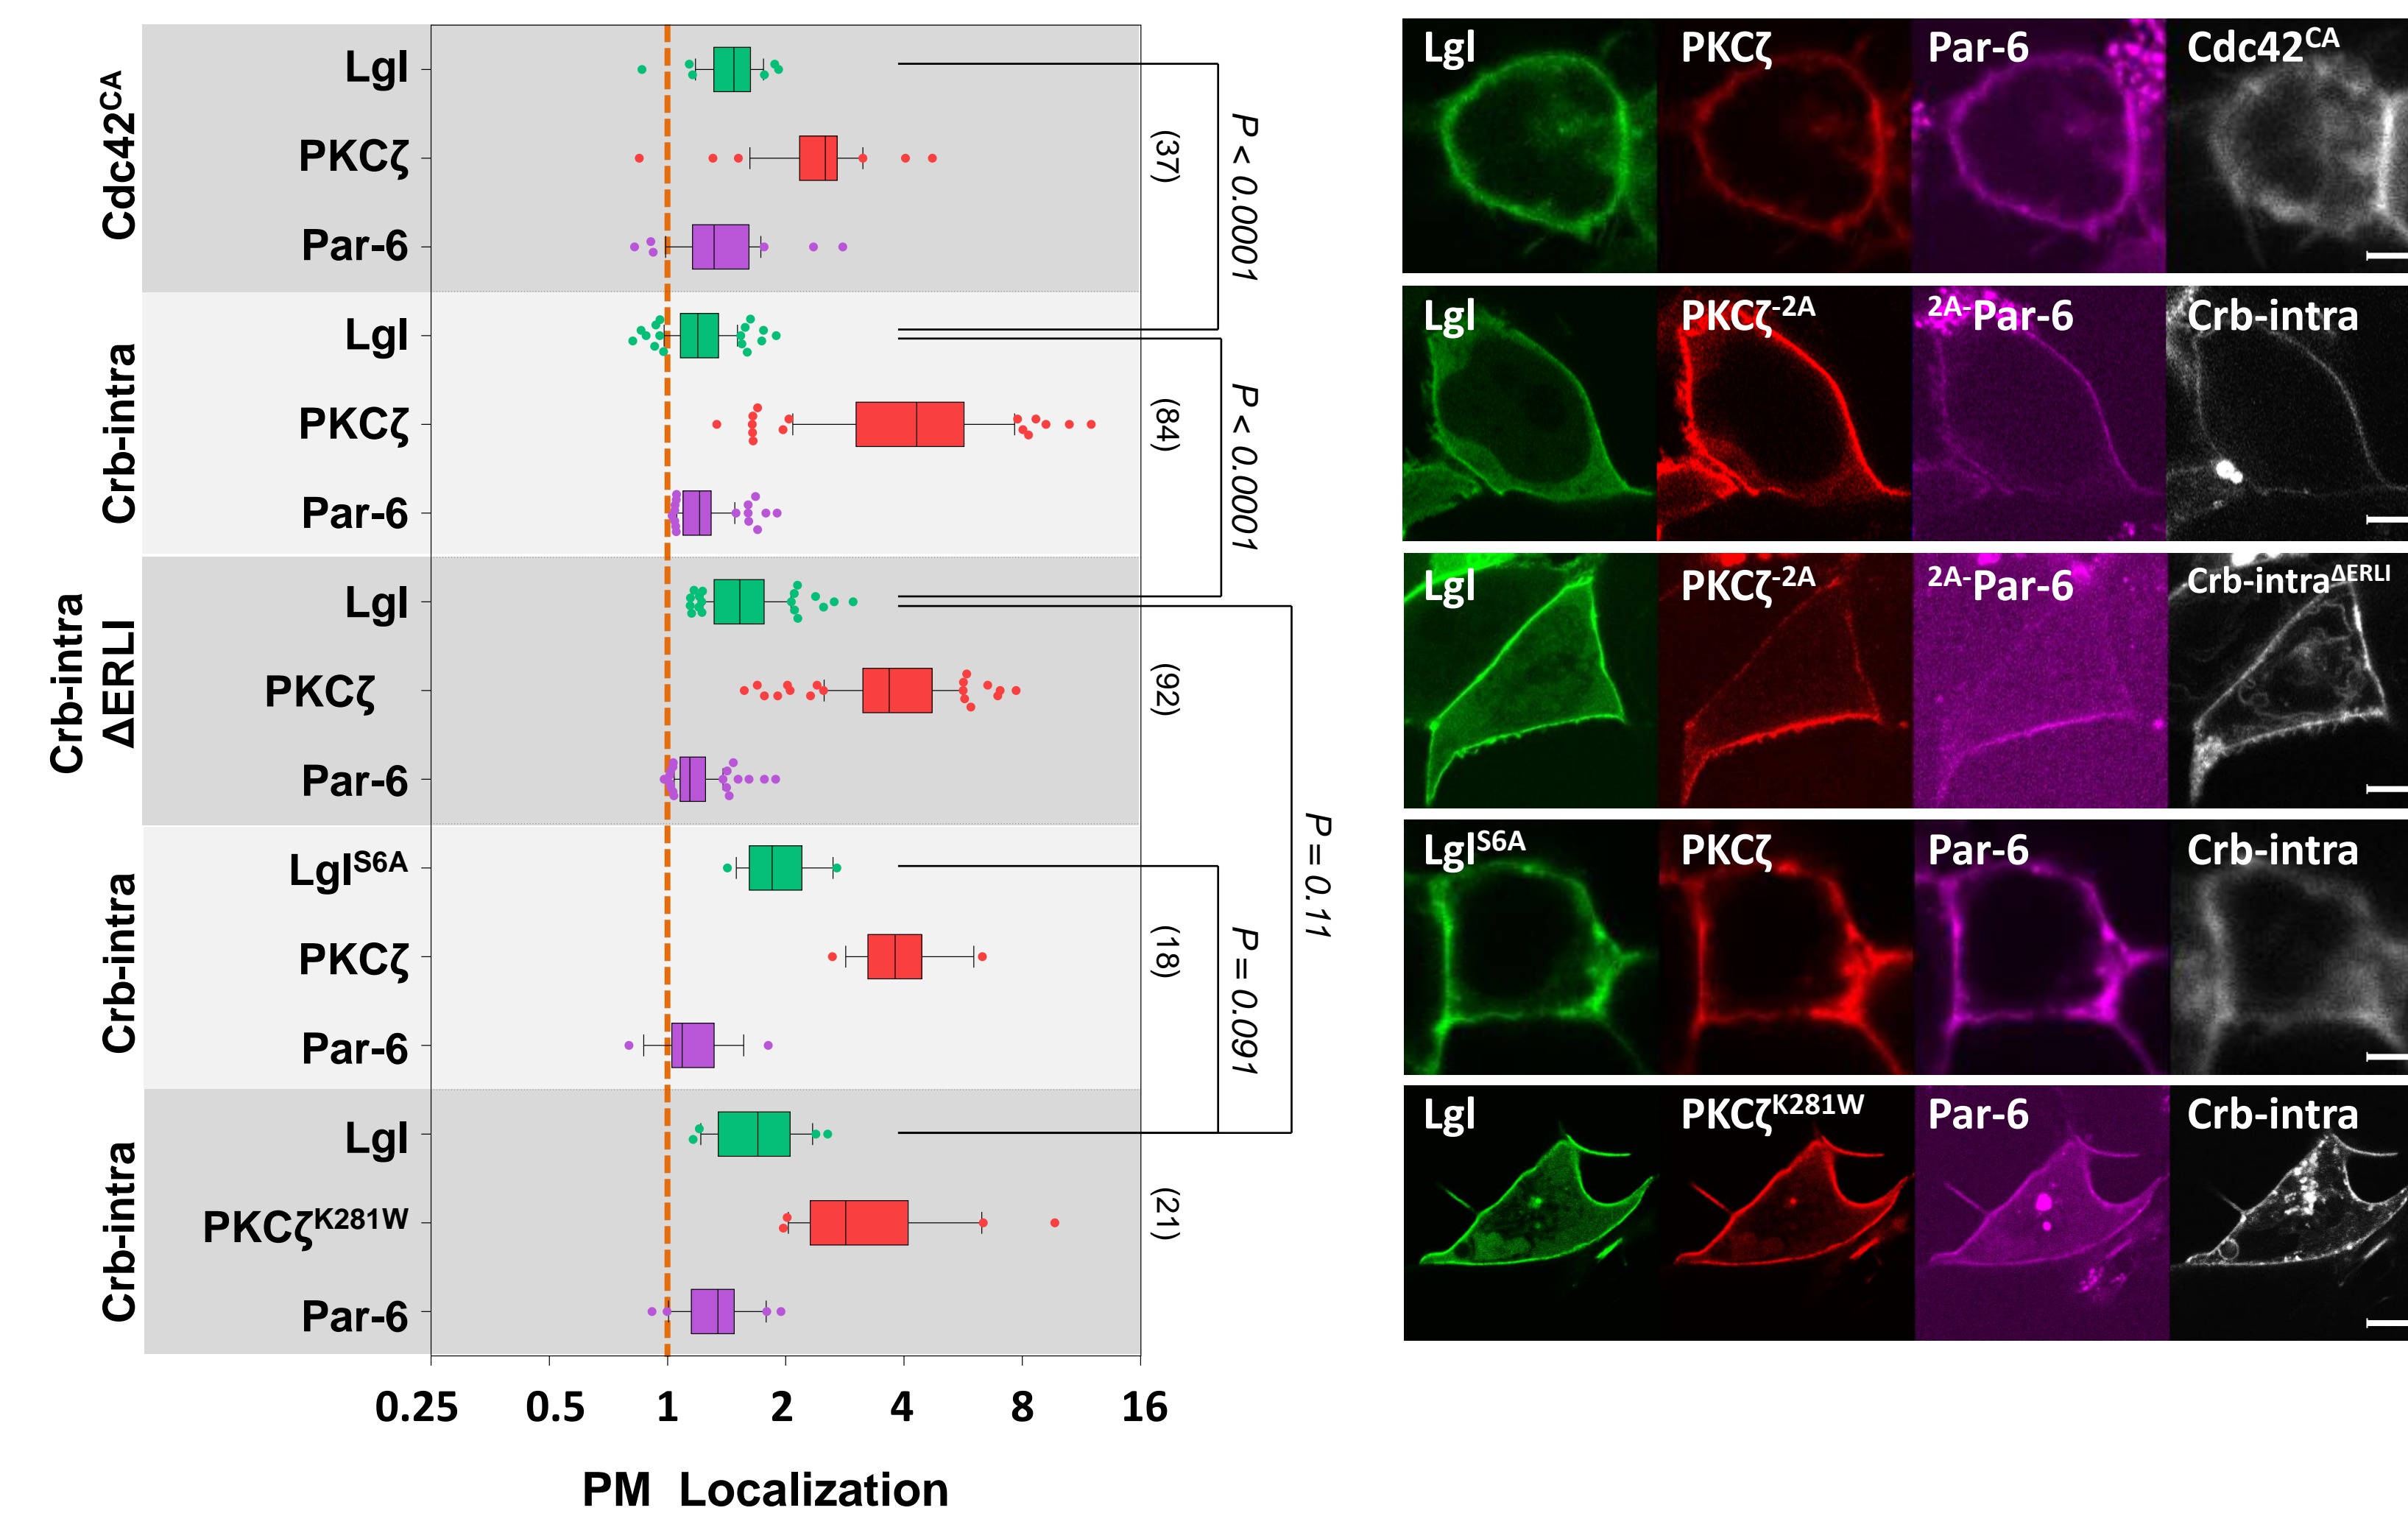 Cdc42CA
Lgl
PKCζ
Par-6
(37)
P < 0.0001
Crb-intra
Lgl
PKCζ
Par-6
(84)
P < 0.0001
Crb-intra
ΔERLI
Lgl
PKCζ
Par-6
(92)
P = 0.11
Crb-intra
LglS6A
PKCζ
Par-6
(18)
P = 0.091
Crb-intra
Lgl
PKCζK281W
Par-6
(21)
0.25 0.5 1 2 4 8 16
PM Localization
Lgl PKCζ Par-6 Cdc42CA
Lgl PKCζ-2A 2A-Par-6 Crb-intra
Lgl PKCζ-2A 2A-Par-6 Crb-intraΔERLI
LglS6A PKCζ Par-6 Crb-intra
Lgl PKCζK281W Par-6 Crb-intra